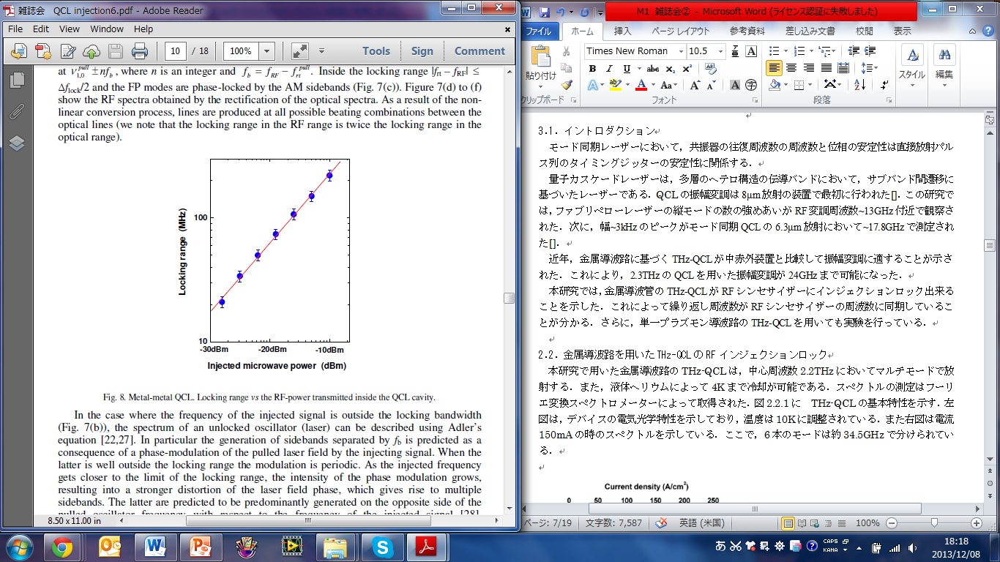 雑誌会 QCL injection6.pdf - Adobe Reader
File Edit View Window Help
10 / 18 100% Tools Sign Comment
at ν1,0 pull ± nfb , where n is an integer and fb = fRF − frt pull. Inside the locking range |frt – fRF| ≤
Δflock/2 and the FP modes are phase-locked by the AM sidebands (Fig. 7(c)). Figure 7(d) to (f)
show the RF spectra obtained by the rectification of the optical spectra. As a result of the non-
linear conversion process, lines are produced at all possible beating combinations between the
optical lines (we note that the locking range in the RF range is twice the locking range in the
optical range).
Locking range (MHz)
100
10
-30dBm -20dBm -10dBm
Injected microwave power (dBm)
Fig. 8. Metal-metal QCL. Locking range vs the RF-power transmitted inside the QCL cavity.
In the case where the frequency of the injected signal is outside the locking bandwidth
(Fig. 7(b)), the spectrum of an unlocked oscillator (laser) can be described using Adler's
equation [22,27]. In particular the generation of sidebands separated by fb is predicted as a
consequence of a phase-modulation of the pulled laser field by the injecting signal. When the
latter is well outside the locking range the modulation is periodic. As the injected frequency
gets closer to the limit of the locking range, the intensity of the phase modulation grows,
resulting into a stronger distortion of the laser field phase, which gives rise to multiple
sidebands. The latter are predicted to be predominantly generated on the opposite side of the
pulled oscillator frequency with respect to the frequency of the injected signal [28].
8.50 x 11.00 in
M1 雑誌会② - Microsoft Word (ライセンス認証に失敗しました)
ファイル ホーム 挿入 ページ レイアウト 参考資料 差し込み文書 校閲 表示
Times New Roman 10.5
貼り付け
スタイル 編集
クリップボード フォント 段落
3.1. イントロダクション
モード同期レーザーにおいて，共振器の往復周波数の周波数と位相の安定性は直接放射パル
ス列のタイミングジッターの安定性に関係する．
量子カスケードレーザーは，多層のヘテロ構造の伝導バンドにおいて，サブバンド間遷移に
基づいたレーザーである．QCL の振幅変調は 8μm 放射の装置で最初に行われた[]．この研究で
は，ファブリペローレーザーの縦モードの数の強めあいが RF 変調周波数~13GHz 付近で観察さ
れた．次に，幅~3kHz のピークがモード同期 QCL の 6.3μm 放射において~17.8GHz で測定され
た[]．
近年，金属導波路に基づく THz-QCL が中赤外装置と比較して振幅変調に適することが示さ
れた．これにより，2.3THz の QCL を用いた振幅変調が 24GHz まで可能になった．
本研究では，金属導波管の THz-QCL が RF シンセサイザーにインジェクションロック出来る
ことを示した．これによって繰り返し周波数が RF シンセサイザーの周波数に同期しているこ
とが分かる．さらに，単一プラズモン導波路の THz-QCL を用いても実験を行っている．
2.2. 金属導波路を用いた THz-QCL の RF インジェクションロック
本研究で用いた金属導波路の THz-QCL は，中心周波数 2.2THz においてマルチモードで放
射する．また，液体ヘリウムによって 4K まで冷却が可能である．スペクトルの測定はフーリ
エ変換スペクトロメーターによって取得された．図 2.2.1 に THz-QCL の基本特性を示す．左
図は，デバイスの電気光学特性を示しており，温度は 10K に調整されている．また右図は電流
150mA の時のスペクトルを示している．ここで，6 本のモードは約 34.5GHz で分けられてい
る．
Current density (A/cm2)
0 50 100 150 200 250
ページ: 7/19 文字数: 7,587 英語 (米国) 100%
あ CAPS KANA 18:18
2013/12/08